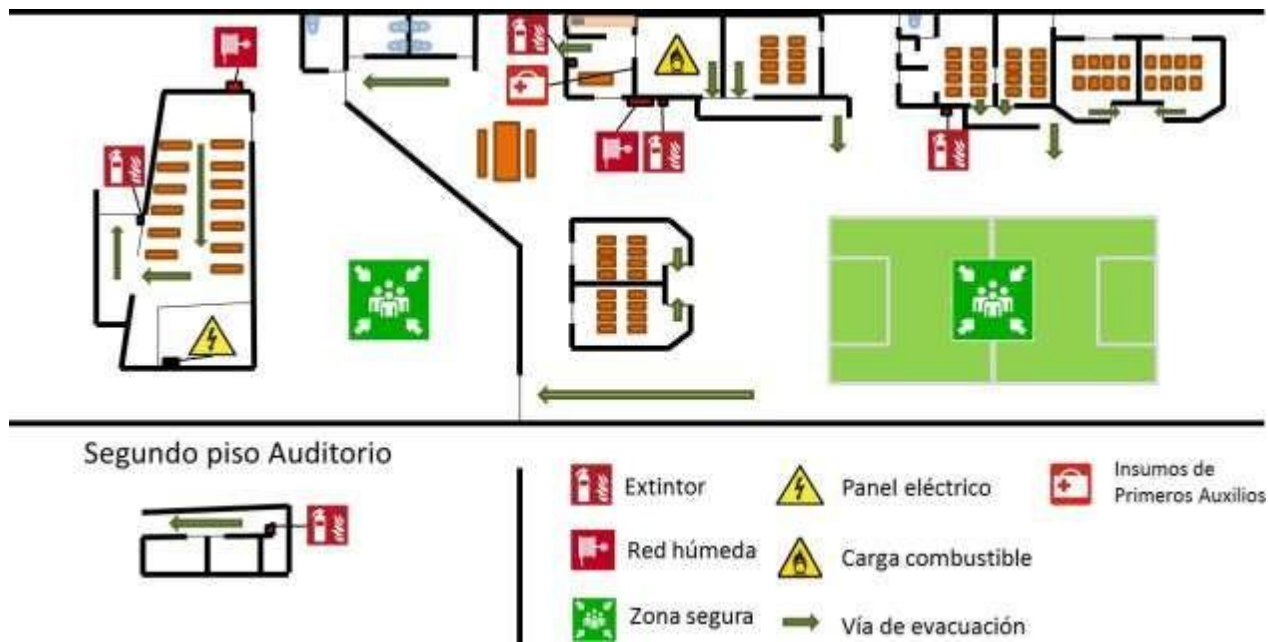 Segundo piso Auditorio
Extintor
Panel eléctrico
Insumos de
Primeros Auxilios
Red húmeda
Carga combustible
Zona segura
Vía de evacuación